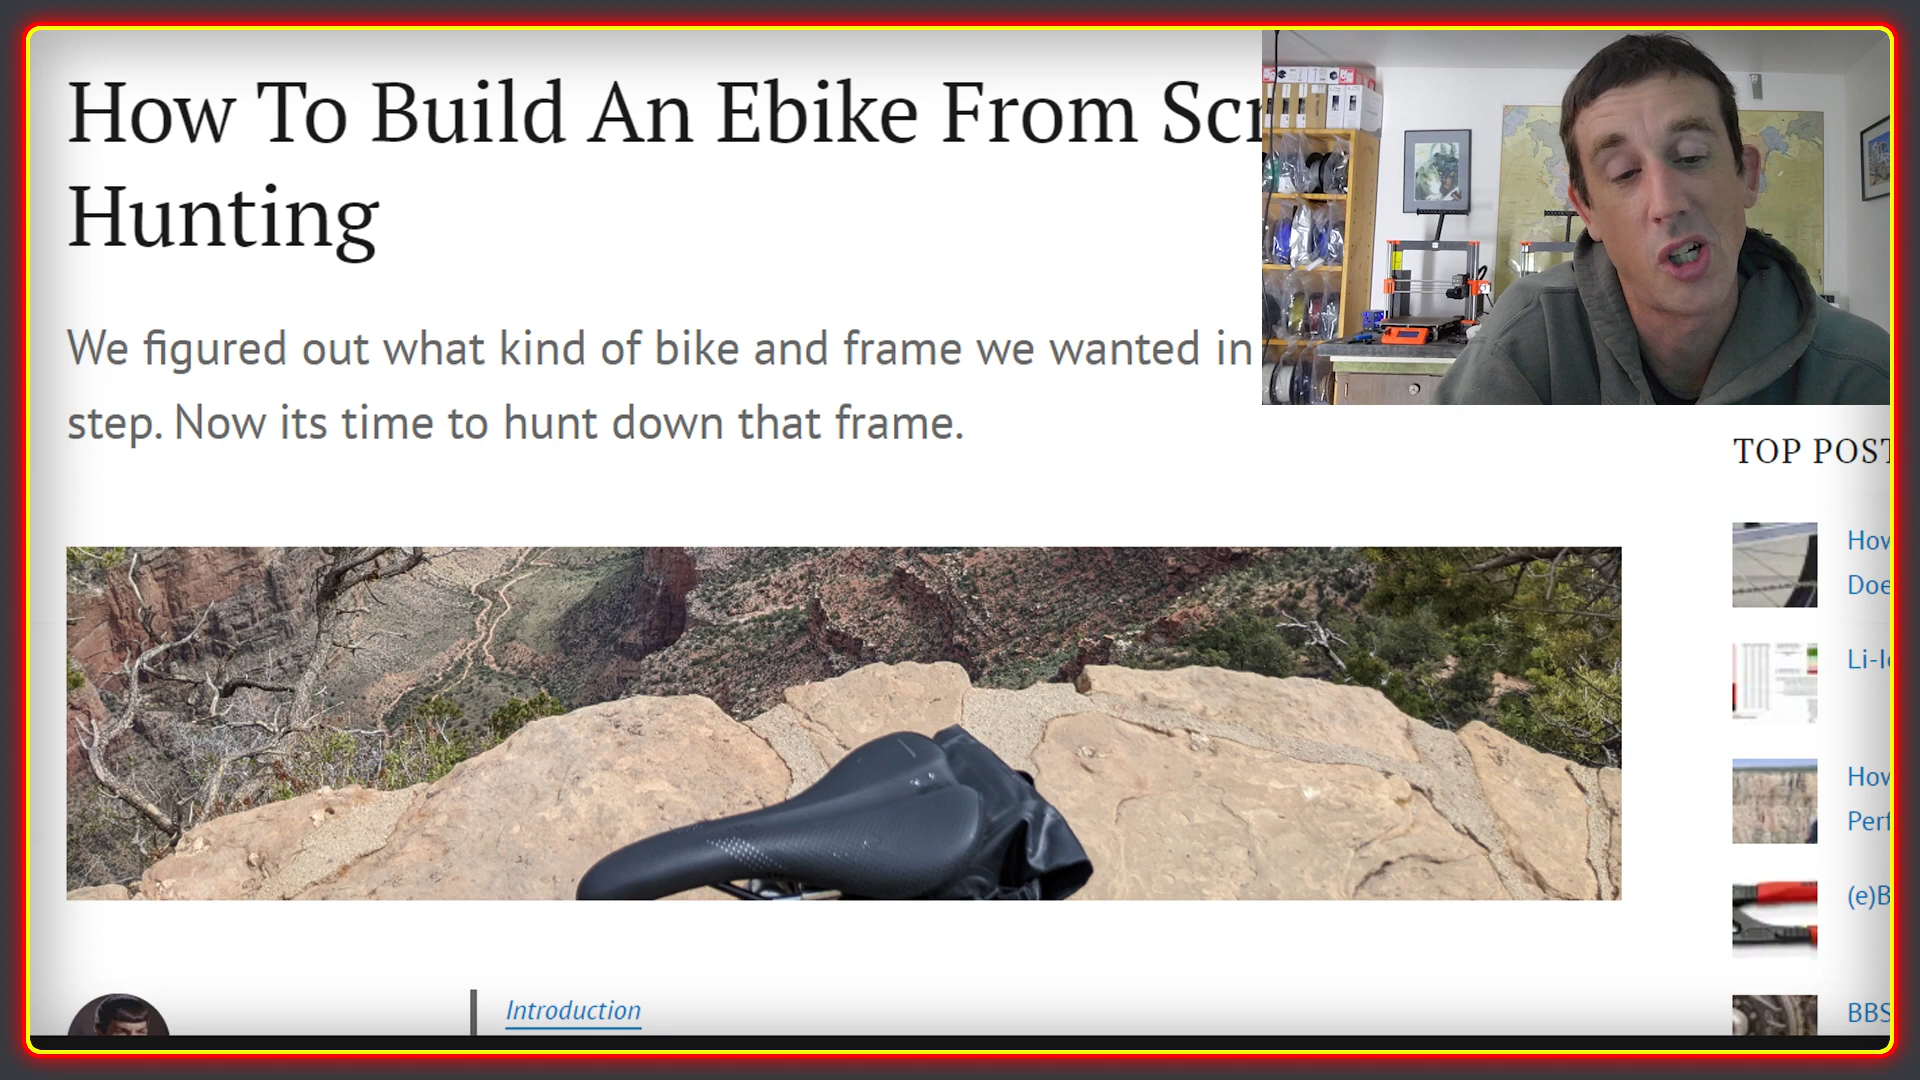 How To Build An Ebike From Scr
Hunting
We figured out what kind of bike and frame we wanted in
step. Now its time to hunt down that frame.
TOP POST
How
Doe
Li-Io
How
Perf
(e)B
BBS
Introduction